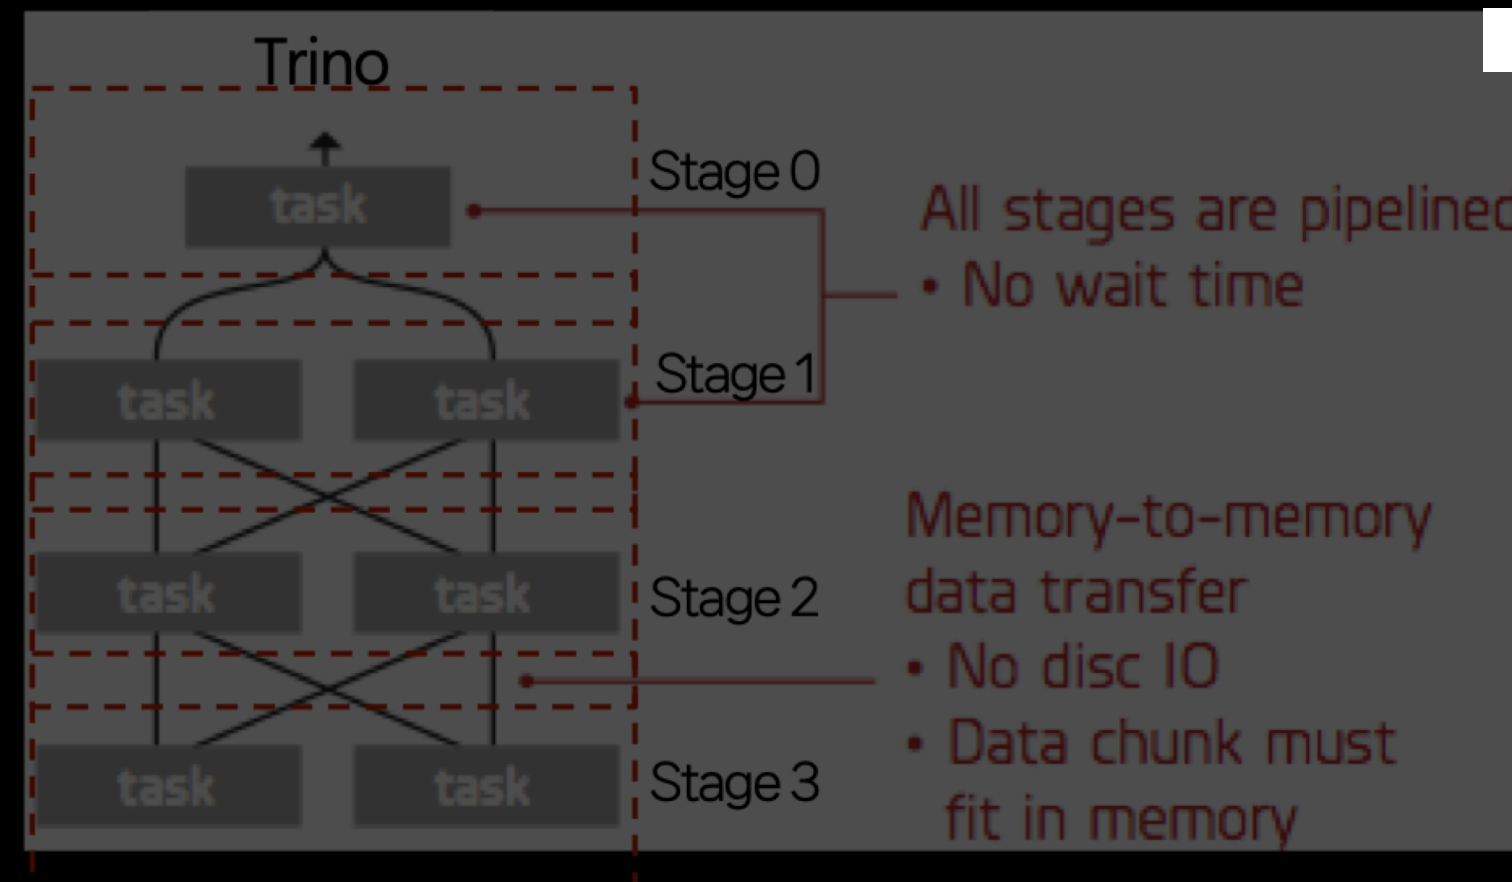 Trino
task
Stage 0
All stages are pipelined
• No wait time
task
task
Stage 1
task
task
Stage 2
Memory-to-memory
data transfer
• No disc IO
• Data chunk must
fit in memory
task
task
Stage 3